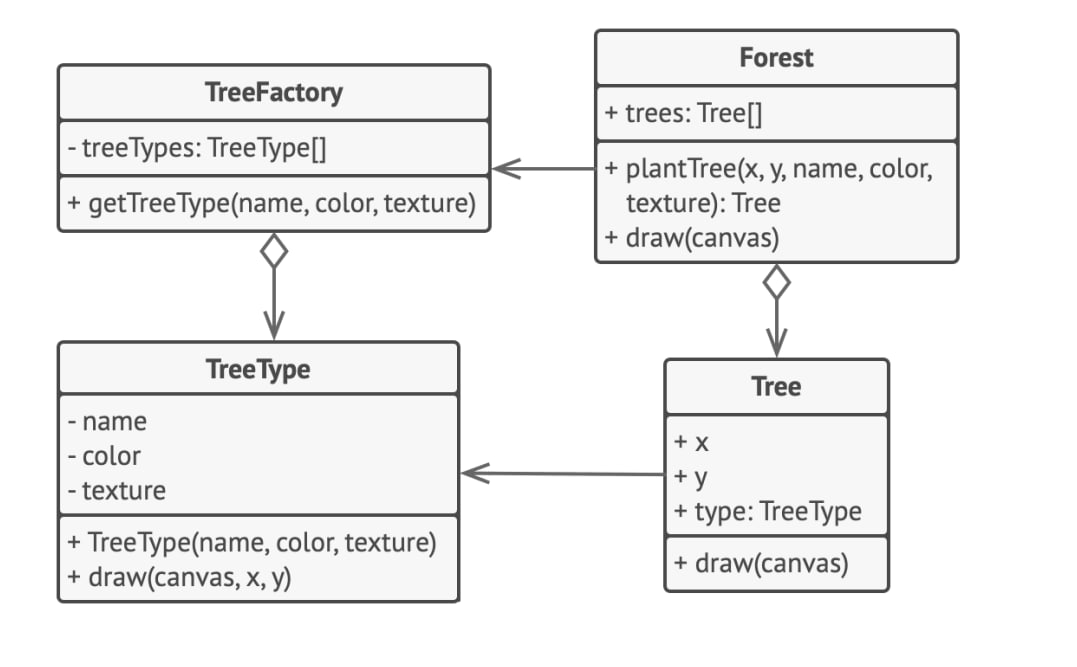 TreeFactory
- treeTypes: TreeType[]
+ getTreeType(name, color, texture)
Forest
+ trees: Tree[]
+ plantTree(x, y, name, color,
texture): Tree
+ draw(canvas)
TreeType
- name
- color
- texture
+ TreeType(name, color, texture)
+ draw(canvas, x, y)
Tree
+ x
+ y
+ type: TreeType
+ draw(canvas)